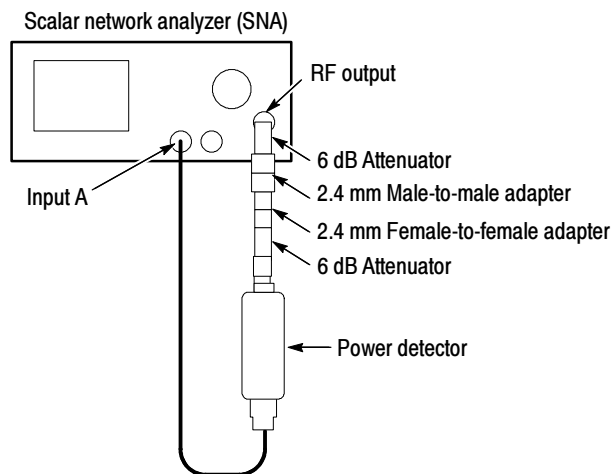 Scalar network analyzer (SNA)
RF output
6 dB Attenuator
Input A
2.4 mm Male-to-male adapter
2.4 mm Female-to-female adapter
6 dB Attenuator
Power detector